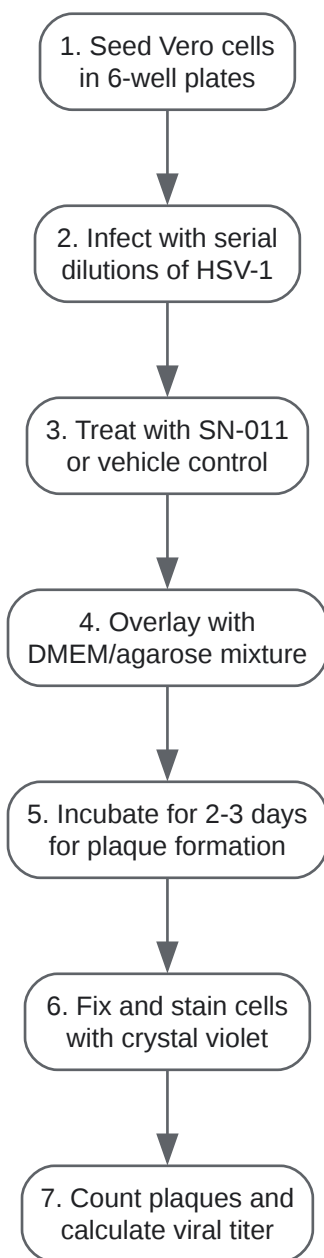 1. Seed Vero cells
in 6-well plates
2. Infect with serial
dilutions of HSV-1
3. Treat with SN-011
or vehicle control
4. Overlay with
DMEM/agarose mixture
5. Incubate for 2-3 days
for plaque formation
6. Fix and stain cells
with crystal violet
7. Count plaques and
calculate viral titer